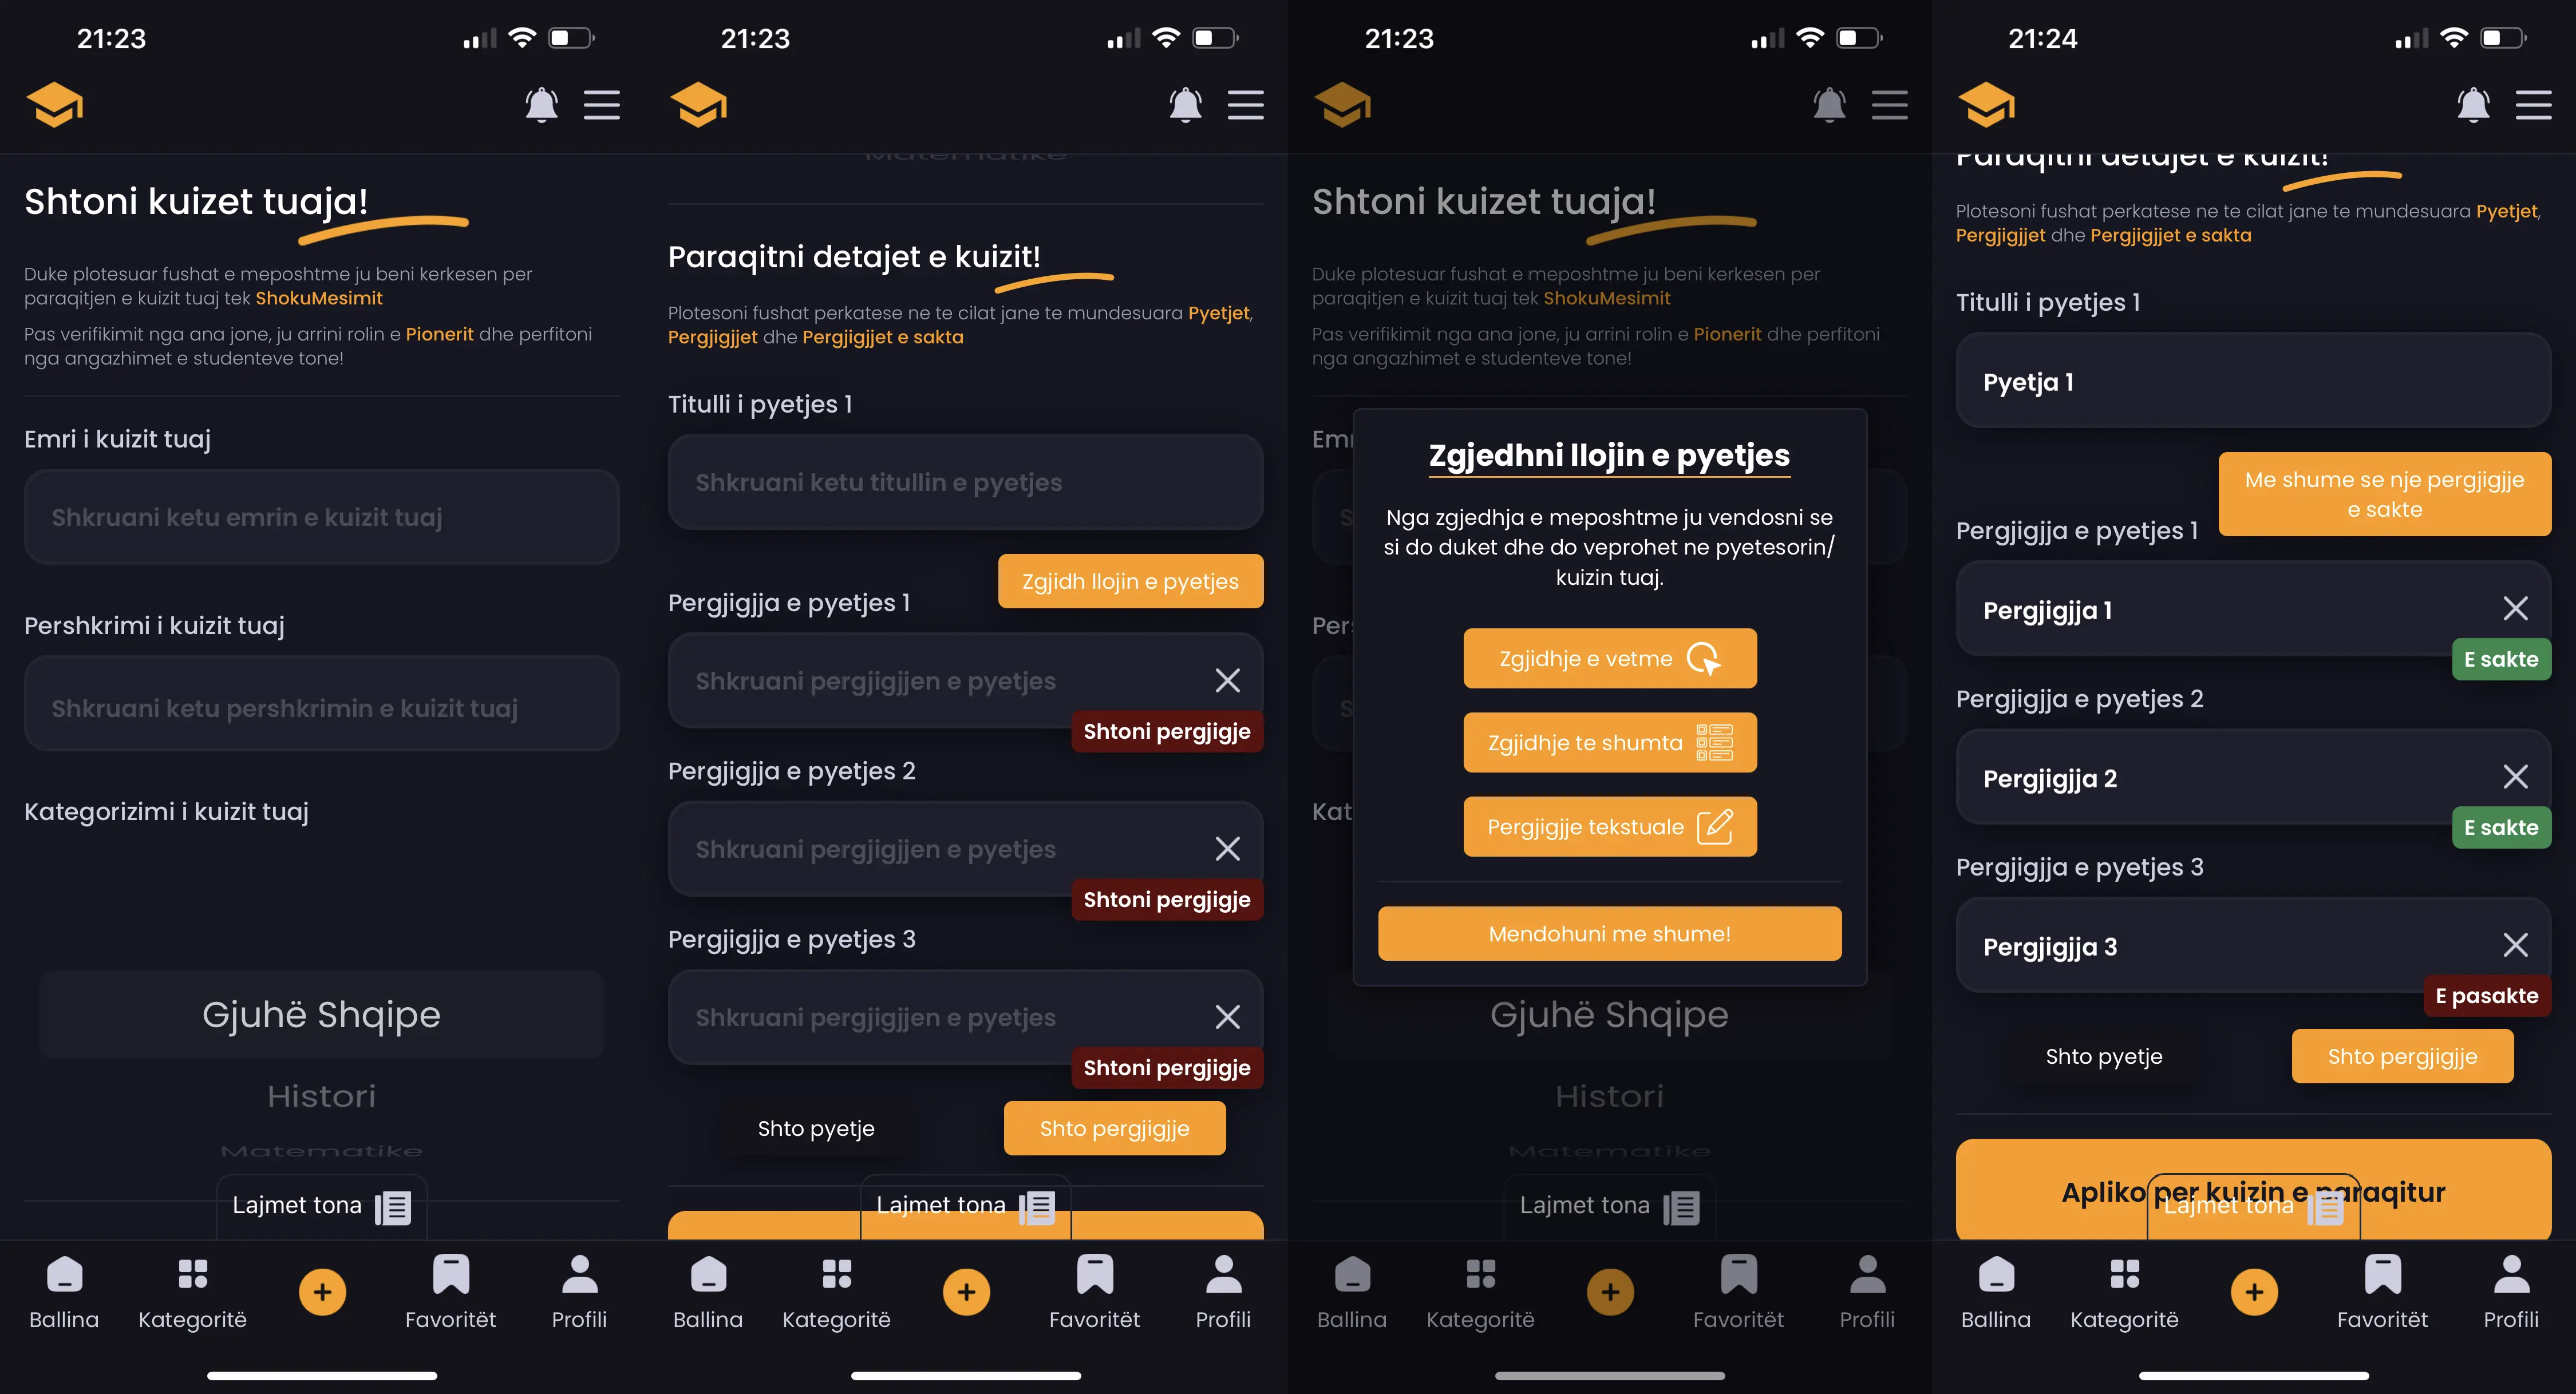 21:23
Shtoni kuizet tuaja!
Duke plotesuar fushat e meposhtme ju beni kerkesen per
paraqitjen e kuizit tuaj tek ShokuMesimit
Pas verifikimit nga ana jone, ju arrini rolin e Pionerit dhe perfitoni
nga angazhimet e studenteve tone!
Emri i kuizit tuaj
Shkruani ketu emrin e kuizit tuaj
Pershkrimi i kuizit tuaj
Shkruani ketu pershkrimin e kuizit tuaj
Kategorizimi i kuizit tuaj
Gjuhë Shqipe
Histori
Matematike
Lajmet tona
Ballina
Kategoritë
Favoritët
Profili
21:23
Matematike
Paraqitni detajet e kuizit!
Plotesoni fushat perkatese ne te cilat jane te mundesuara Pyetjet,
Pergjigjjet dhe Pergjigjjet e sakta
Titulli i pyetjes 1
Shkruani ketu titullin e pyetjes
Zgjidh llojin e pyetjes
Pergjigjja e pyetjes 1
Shkruani pergjigjjen e pyetjes
Shtoni pergjigje
Pergjigjja e pyetjes 2
Shkruani pergjigjjen e pyetjes
Shtoni pergjigje
Pergjigjja e pyetjes 3
Shkruani pergjigjjen e pyetjes
Shtoni pergjigje
Shto pyetje
Shto pergjigjje
Lajmet tona
Ballina
Kategoritë
Favoritët
Profili
21:23
Shtoni kuizet tuaja!
Duke plotesuar fushat e meposhtme ju beni kerkesen per
paraqitjen e kuizit tuaj tek ShokuMesimit
Pas verifikimit nga ana jone, ju arrini rolin e Pionerit dhe perfitoni
nga angazhimet e studenteve tone!
Em
S
Per
S
Kat
Zgjedhni llojin e pyetjes
Nga zgjedhja e meposhtme ju vendosni se
si do duket dhe do veprohet ne pyetesorin/
kuizin tuaj.
Zgjidhje e vetme
Zgjidhje te shumta
Pergjigjje tekstuale
Mendohuni me shume!
Gjuhë Shqipe
Histori
Matematike
Lajmet tona
Ballina
Kategoritë
Favoritët
Profili
21:24
Paraqitni detajet e kuizit!
Plotesoni fushat perkatese ne te cilat jane te mundesuara Pyetjet,
Pergjigjjet dhe Pergjigjjet e sakta
Titulli i pyetjes 1
Pyetja 1
Me shume se nje pergjigjje
e sakte
Pergjigjja e pyetjes 1
Pergjigjja 1
E sakte
Pergjigjja e pyetjes 2
Pergjigjja 2
E sakte
Pergjigjja e pyetjes 3
Pergjigjja 3
E pasakte
Shto pyetje
Shto pergjigjje
Apliko per kuizin e paraqitur
Lajmet tona
Ballina
Kategoritë
Favoritët
Profili